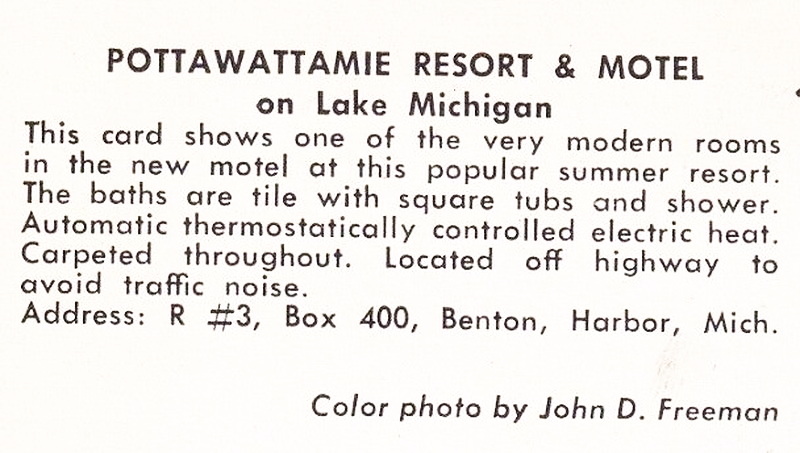 POTTAWATTAMIE RESORT & MOTEL
on Lake Michigan
This card shows one of the very modern rooms
in the new motel at this popular summer resort.
The baths are tile with square tubs and shower.
Automatic thermostatically controlled electric heat.
Carpeted throughout. Located off highway to
avoid traffic noise.
Address: R #3, Box 400, Benton, Harbor, Mich.
Color photo by John D. Freeman